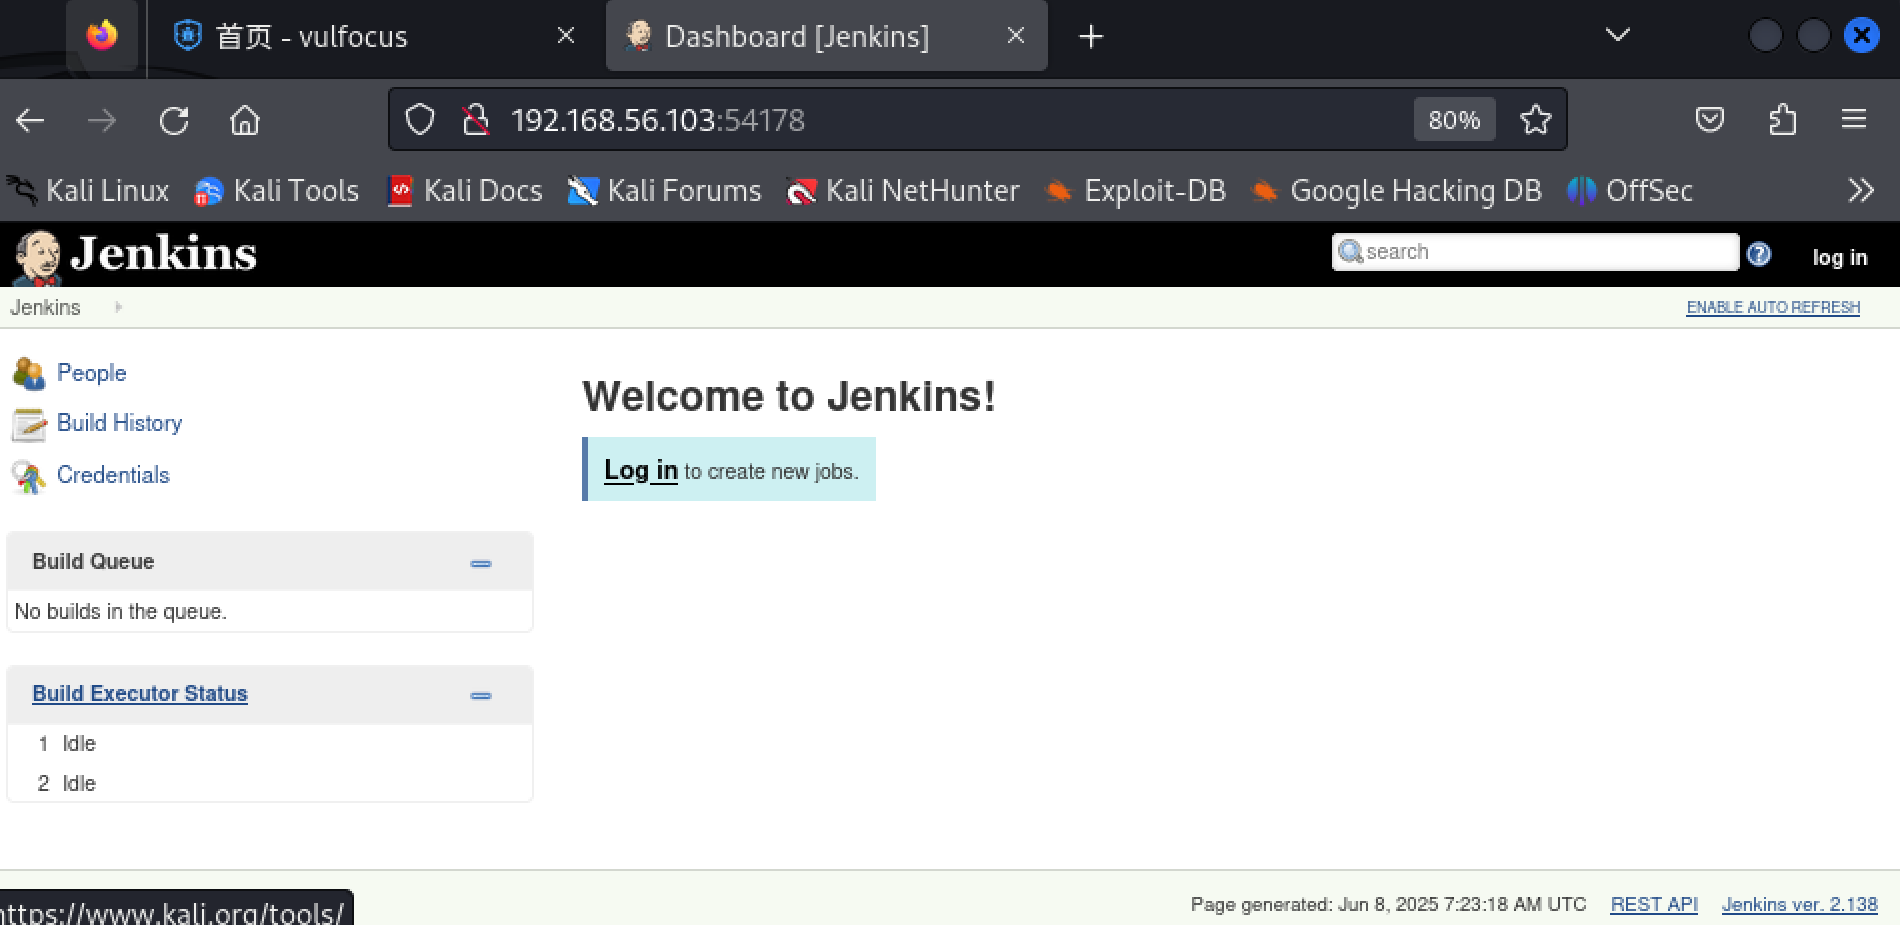 首页 - vulfocus
Dashboard [Jenkins]
192.168.56.103:54178
80%
Kali Linux
Kali Tools
Kali Docs
Kali Forums
Kali NetHunter
Exploit-DB
Google Hacking DB
OffSec
Jenkins
search
log in
Jenkins
ENABLE AUTO REFRESH
People
Build History
Credentials
Welcome to Jenkins!
Log in to create new jobs.
Build Queue
No builds in the queue.
Build Executor Status
1 Idle
2 Idle
https://www.kali.org/tools/
Page generated: Jun 8, 2025 7:23:18 AM UTC
REST API
Jenkins ver. 2.138